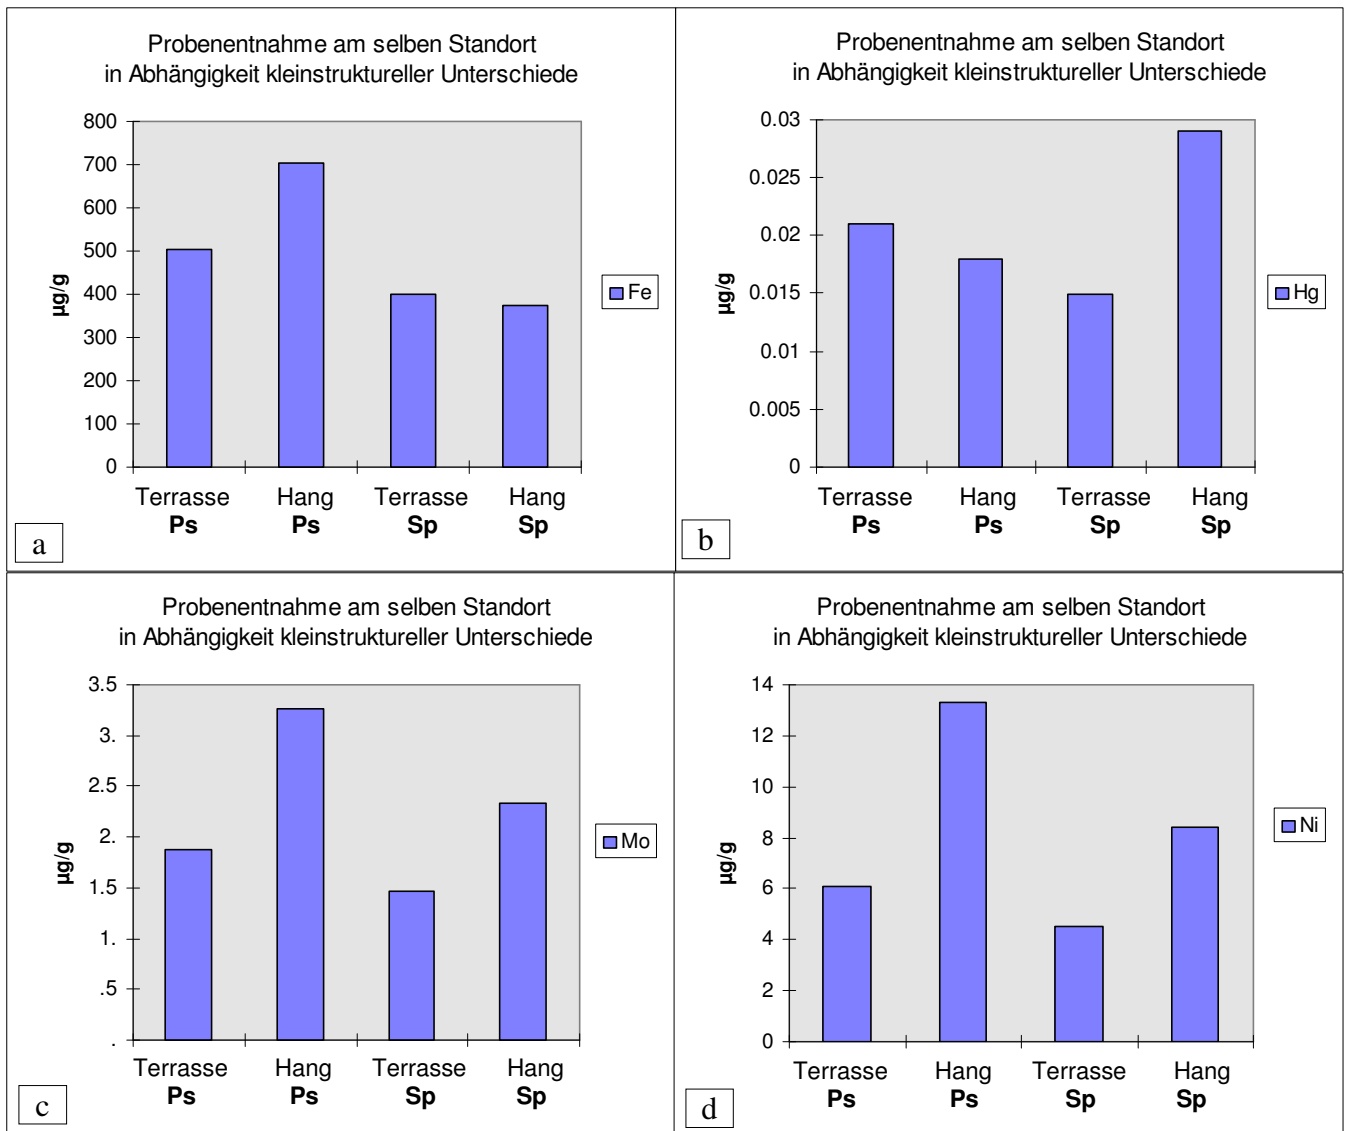 Probenentnahme am selben Standort
in Abhängigkeit kleinstruktureller Unterschiede
800
700
600
500
400
300
200
100
0
µg/g
Fe
Terrasse Hang Terrasse Hang
Ps Ps Sp Sp
a
Probenentnahme am selben Standort
in Abhängigkeit kleinstruktureller Unterschiede
0.03
0.025
0.02
0.015
0.01
0.005
0
µg/g
Hg
Terrasse Hang Terrasse Hang
Ps Ps Sp Sp
b
Probenentnahme am selben Standort
in Abhängigkeit kleinstruktureller Unterschiede
3.5
3.
2.5
2.
1.5
1.
.5
.
µg/g
Mo
Terrasse Hang Terrasse Hang
Ps Ps Sp Sp
c
Probenentnahme am selben Standort
in Abhängigkeit kleinstruktureller Unterschiede
14
12
10
8
6
4
2
0
µg/g
Ni
Terrasse Hang Terrasse Hang
Ps Ps Sp Sp
d